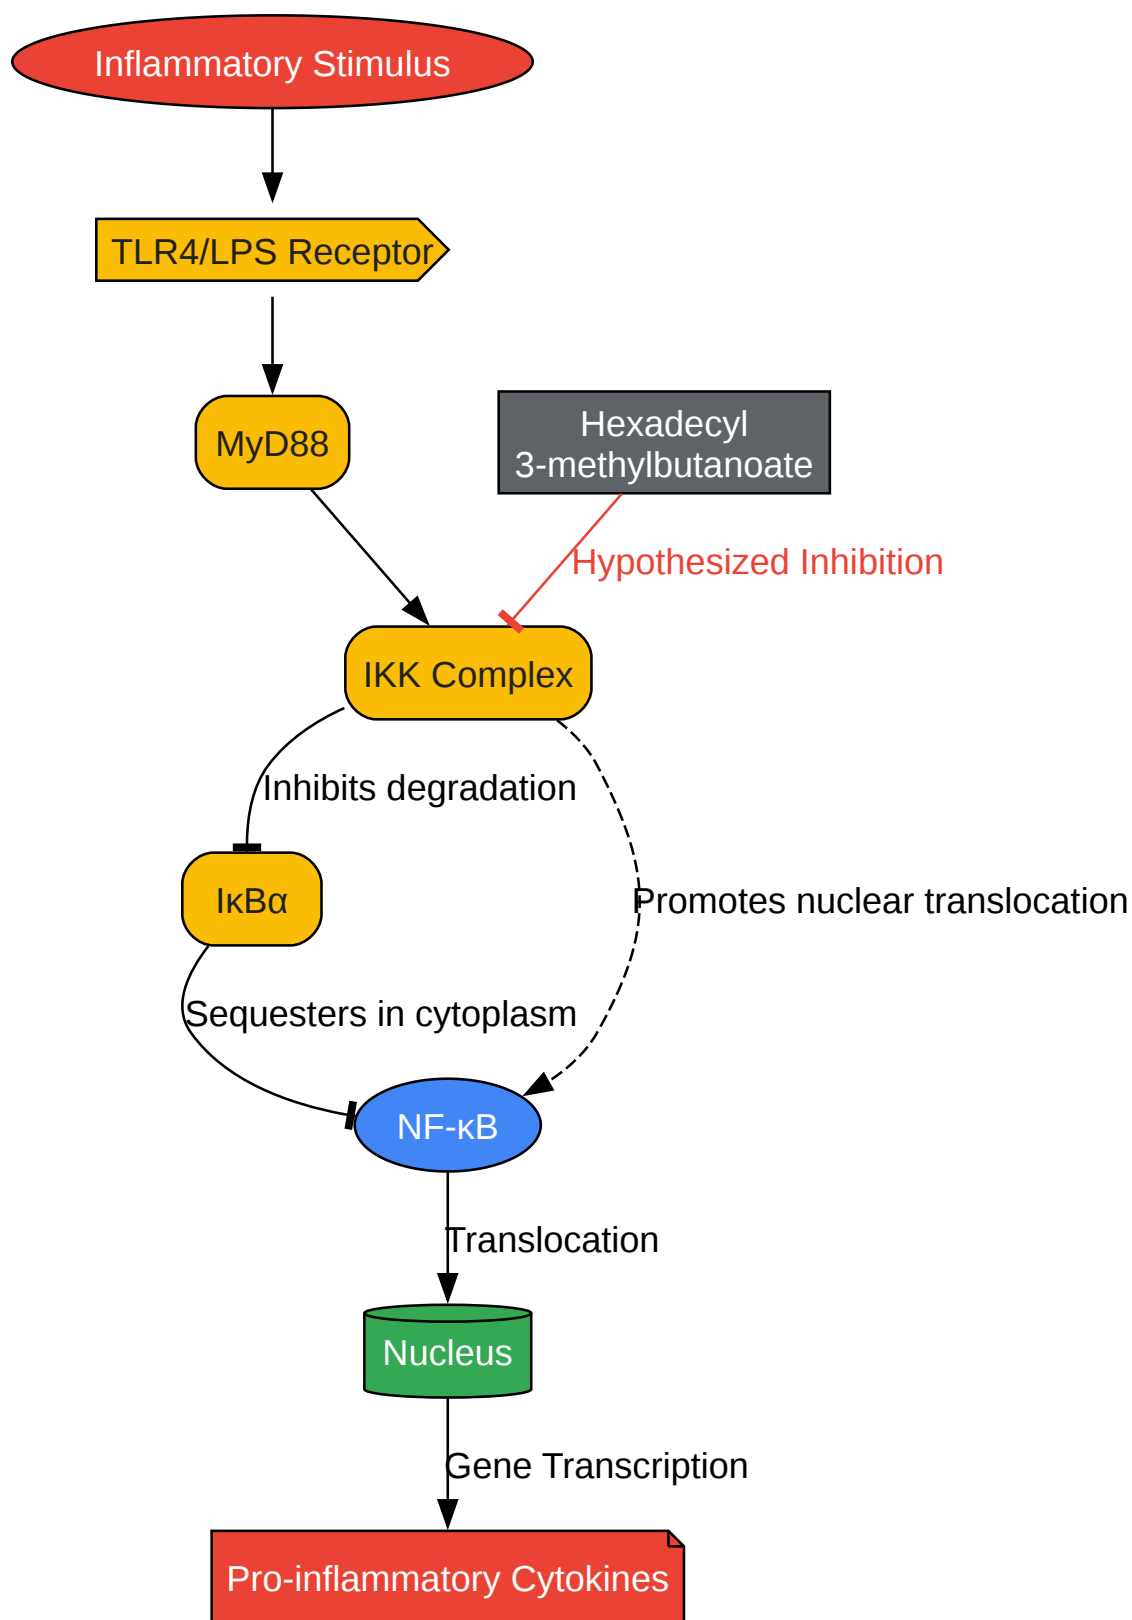 Inflammatory Stimulus
TLR4/LPS Receptor
MyD88
Hexadecyl
3-methylbutanoate
Hypothesized Inhibition
IKK Complex
Inhibits degradation
IκBα
Promotes nuclear translocation
Sequesters in cytoplasm
NF-κB
Translocation
Nucleus
Gene Transcription
Pro-inflammatory Cytokines